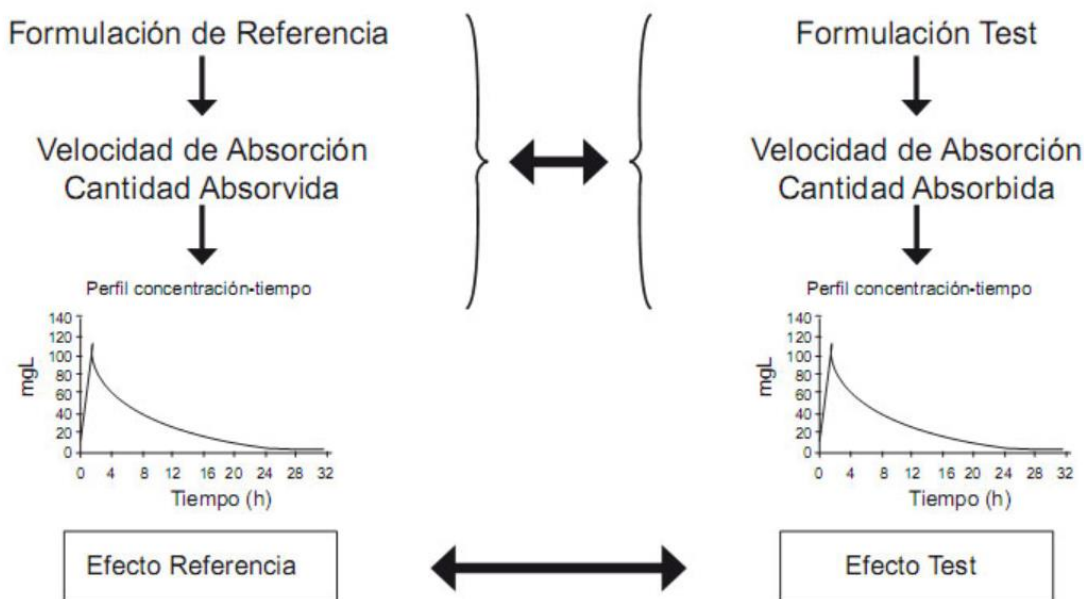 Formulación de Referencia
Velocidad de Absorción
Cantidad Absorvida
Perfil concentración-tiempo
140
120
100
80
60
40
20
0
mgL
0 4 8 12 16 20 24 28 32
Tiempo (h)
Efecto Referencia
Formulación Test
Velocidad de Absorción
Cantidad Absorbida
Perfil concentración-tiempo
140
120
100
80
60
40
20
0
mgL
0 4 8 12 16 20 24 28 32
Tiempo (h)
Efecto Test